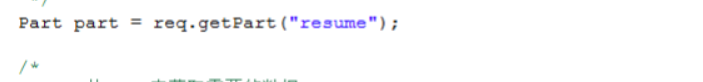 */
Part part = req.getPart("resume");
/*